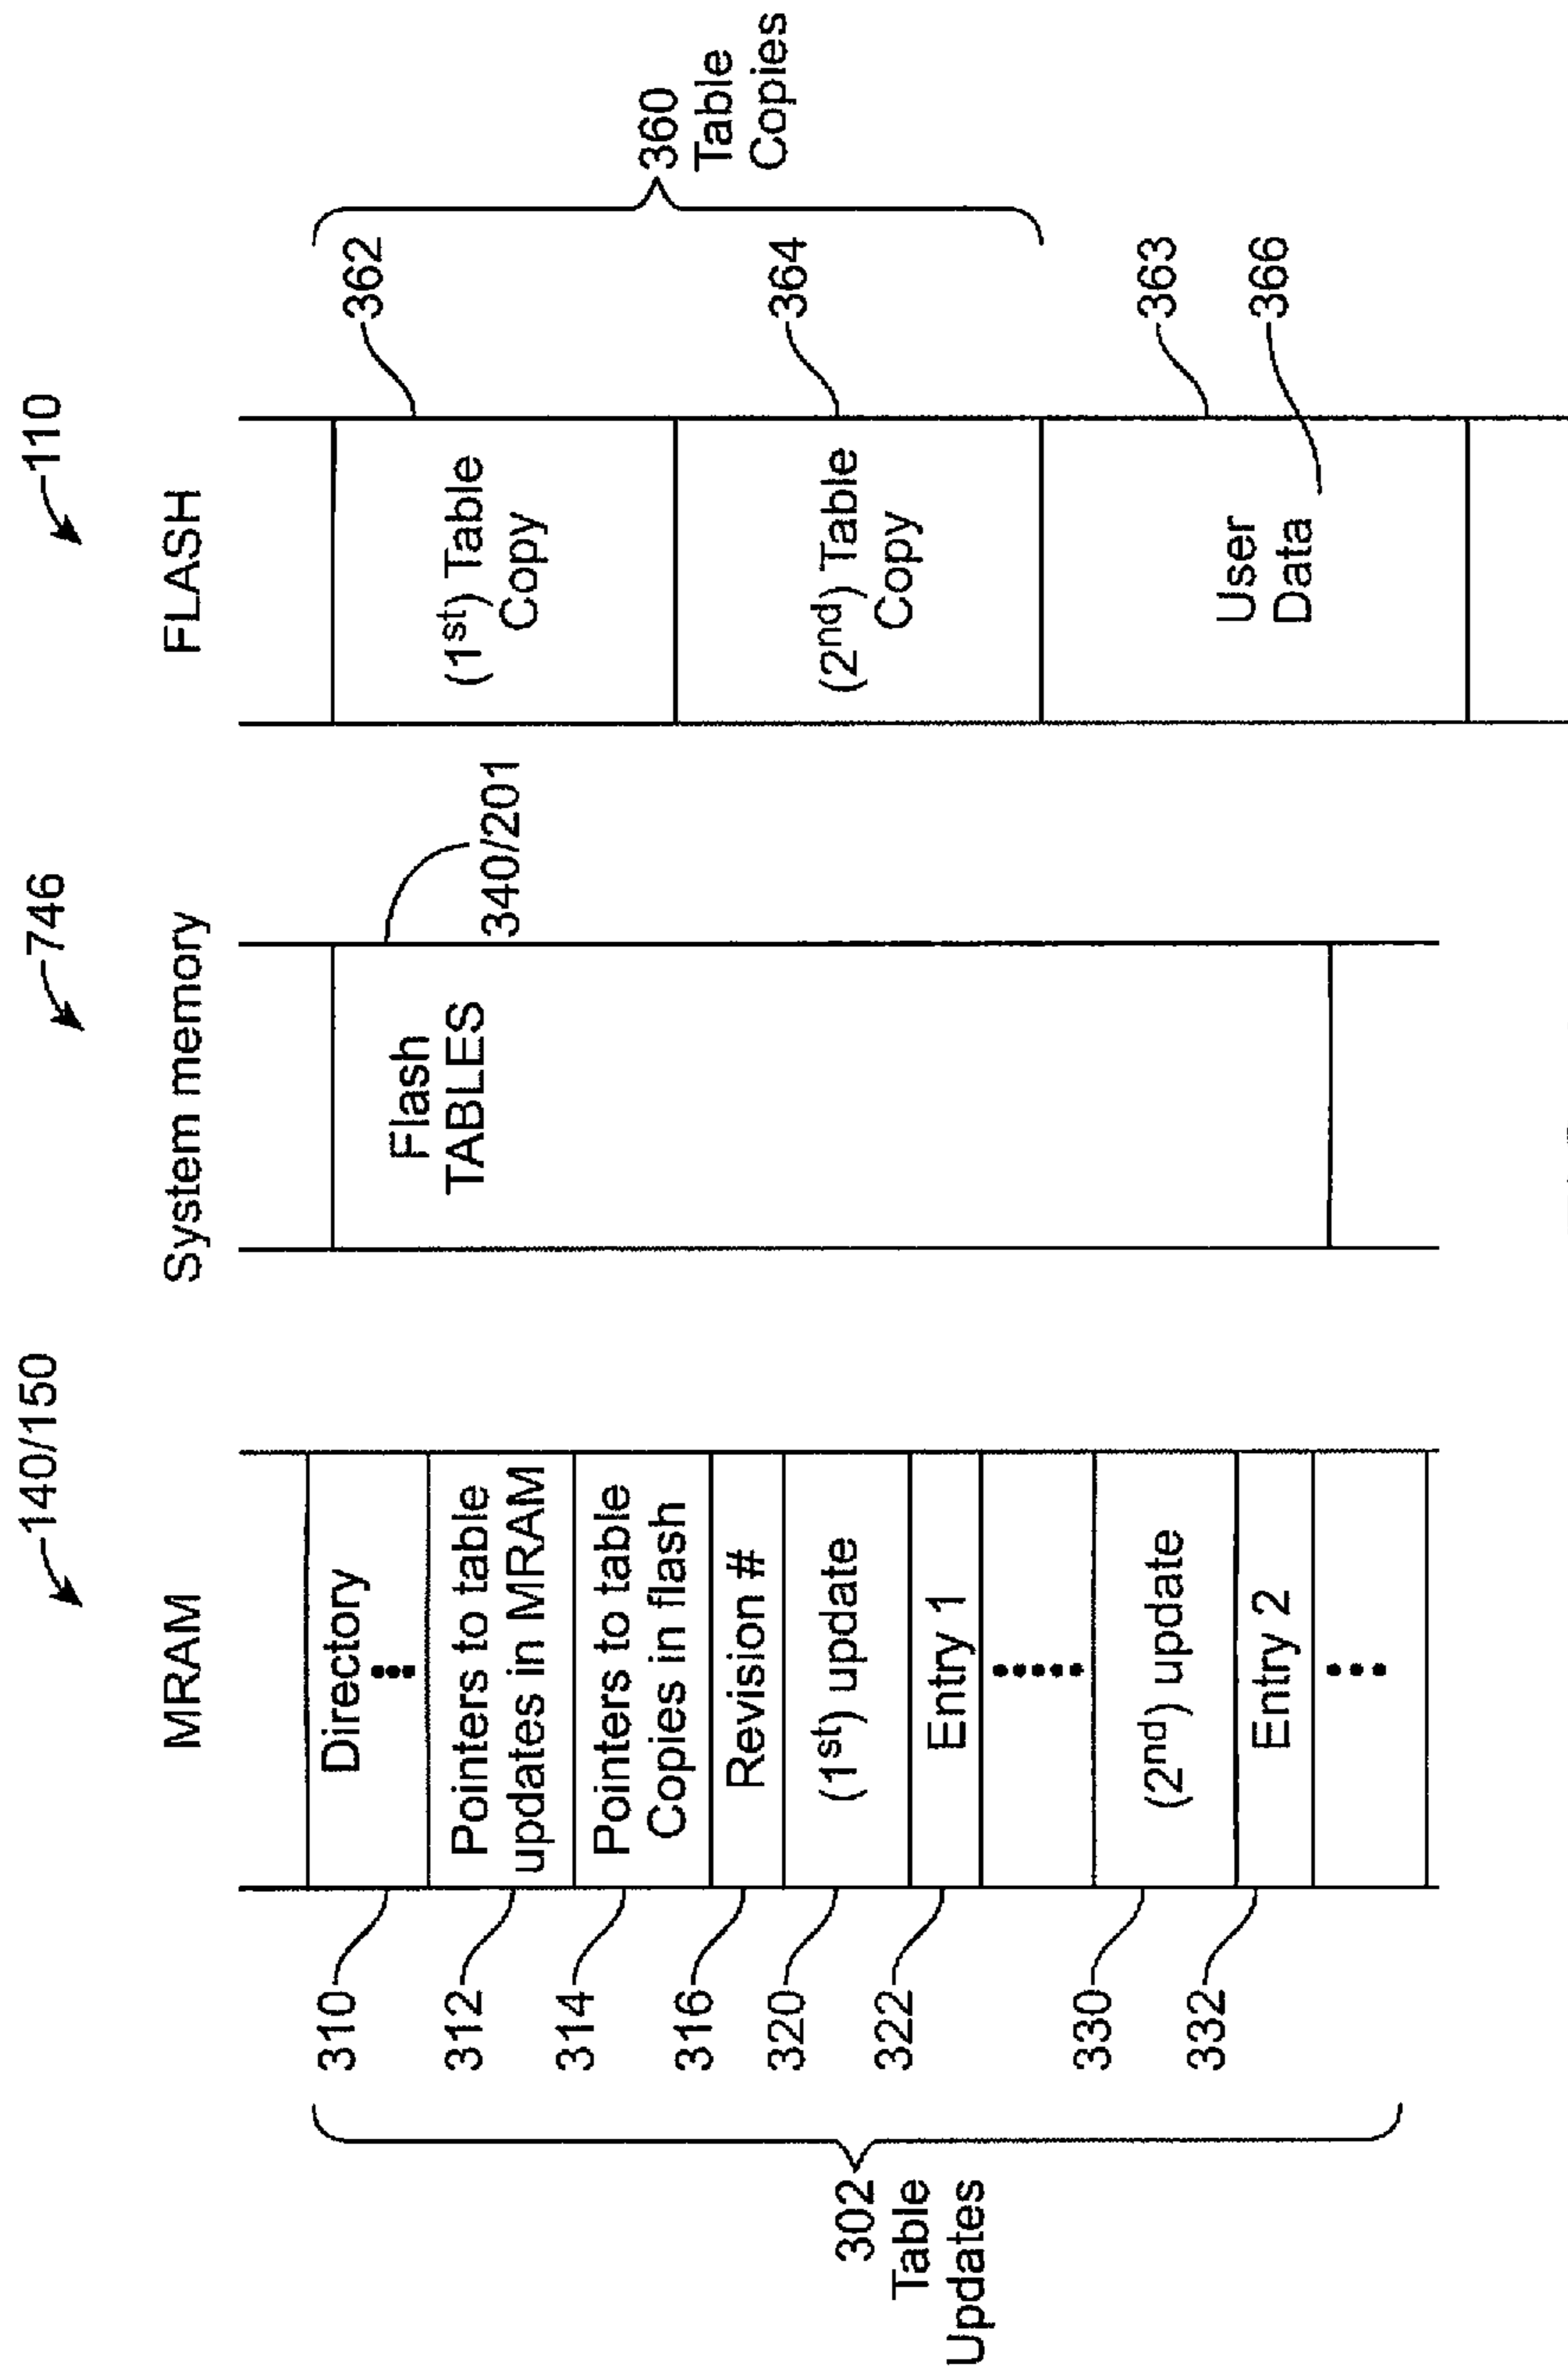 140/150
MRAM
310
Directory
312
Pointers to table
updates in MRAM
314
Pointers to table
Copies in flash
316
Revision #
320
(1st) update
322
Entry 1
330
(2nd) update
332
Entry 2
302
Table
Updates
746
System memory
Flash
TABLES
340/201
110
FLASH
(1st) Table
Copy
362
(2nd) Table
Copy
364
360
Table
Copies
User
Data
363
366